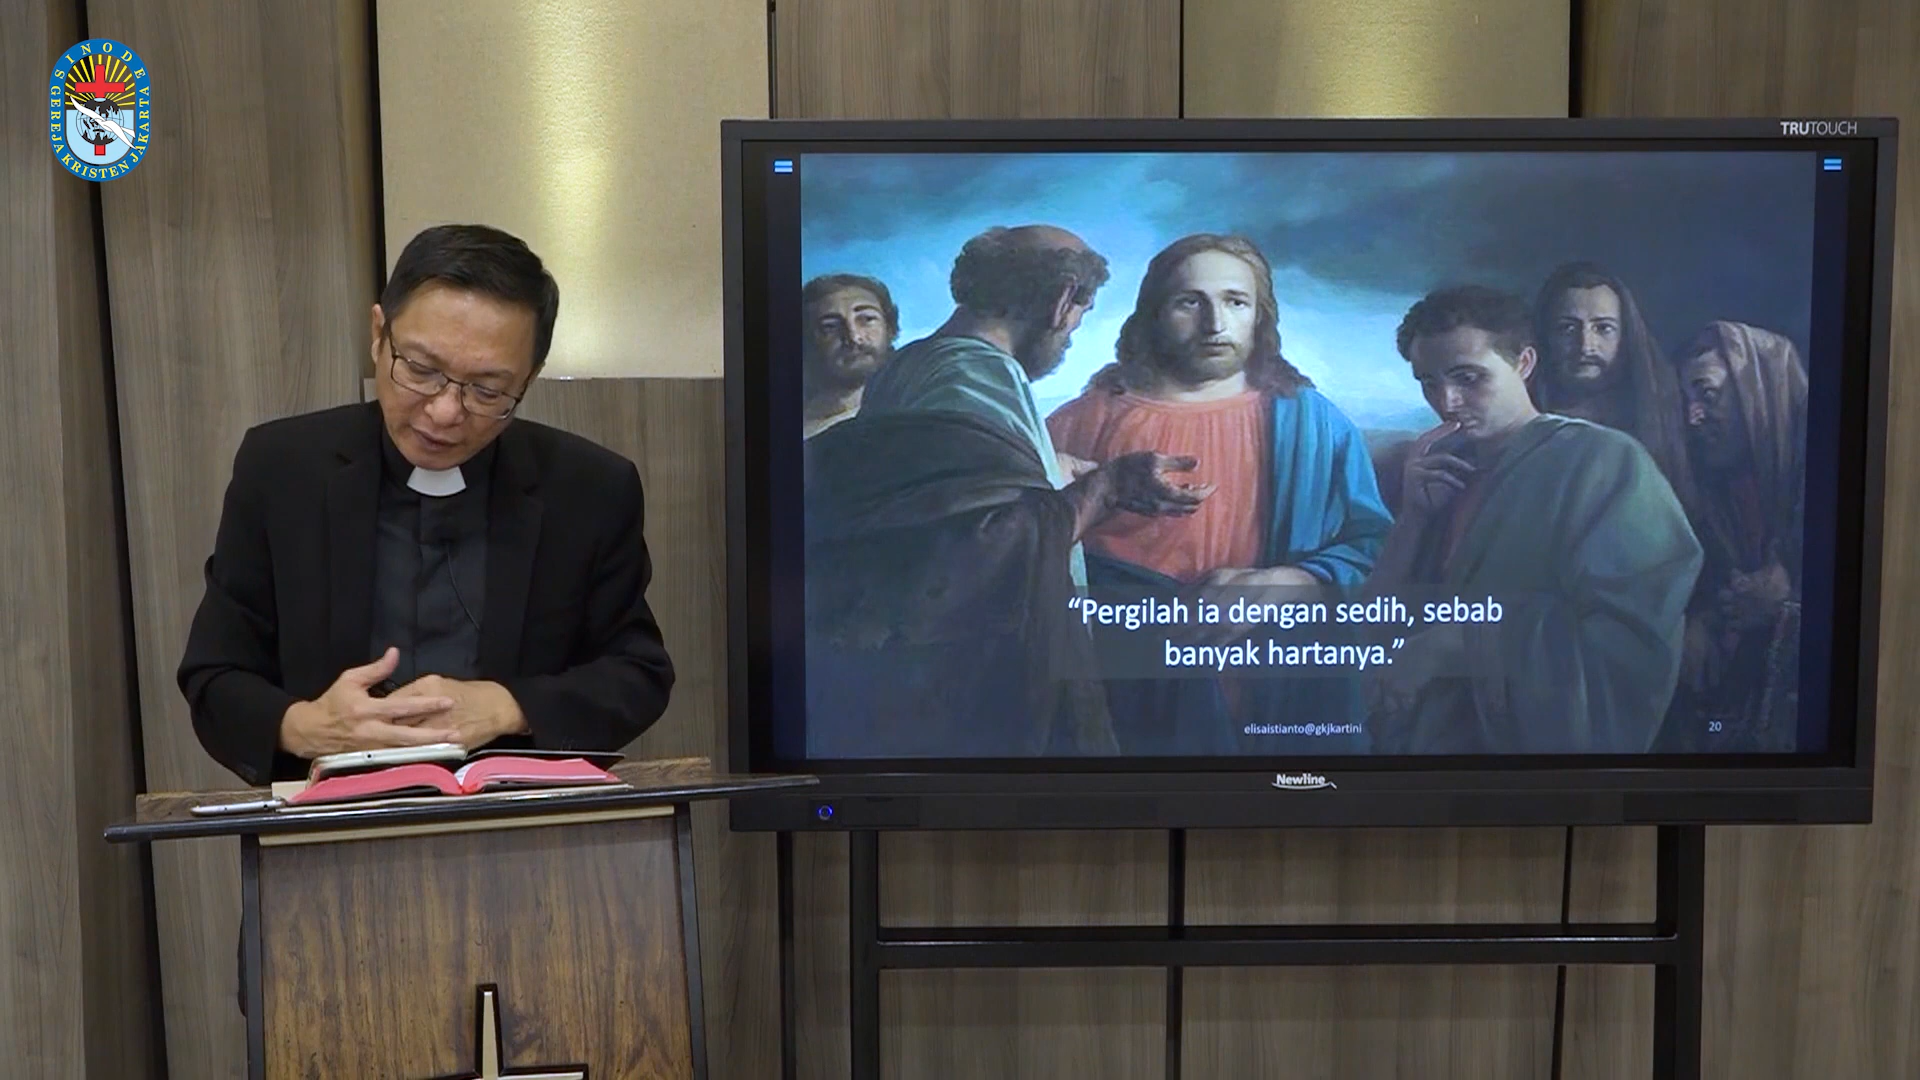 SINODE
GEREJA KRISTEN JAKARTA
TRUTOUCH
“Pergilah ia dengan sedih, sebab
banyak hartanya.”
elisaistianto@gkjkartini
20
Newline